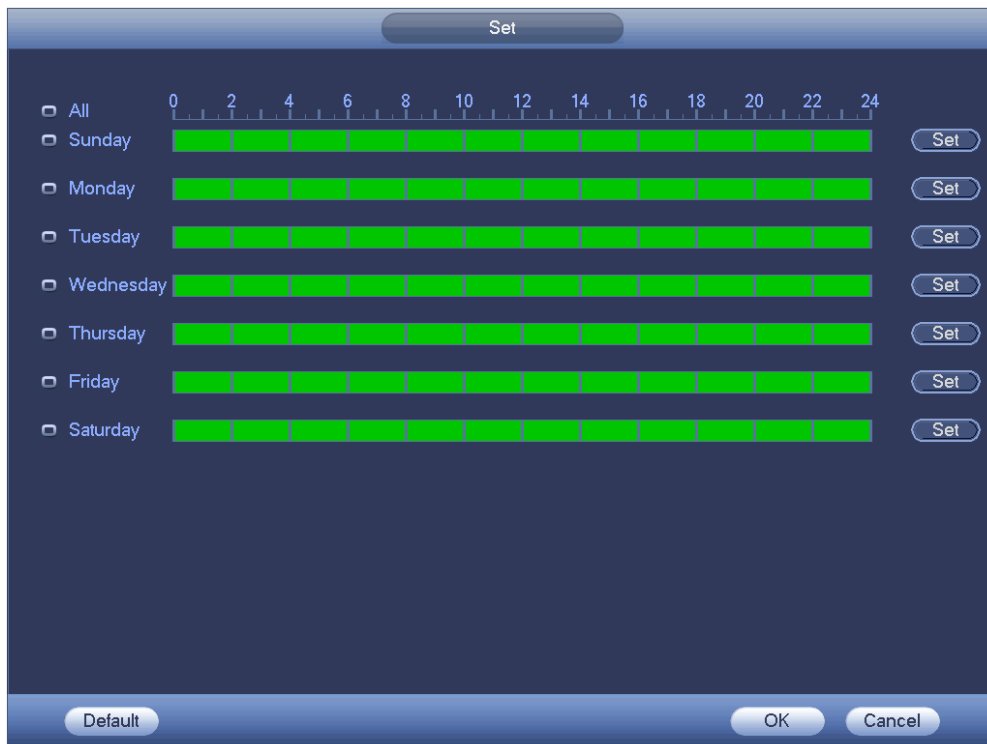 Set
All 0 2 4 6 8 10 12 14 16 18 20 22 24
Sunday Set
Monday Set
Tuesday Set
Wednesday Set
Thursday Set
Friday Set
Saturday Set
Default OK Cancel